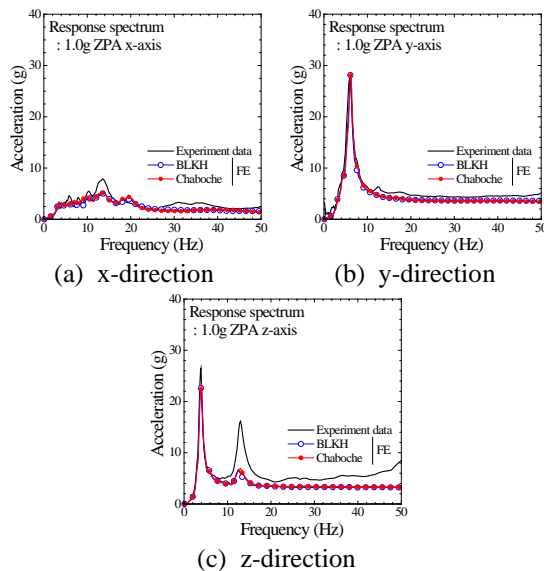 40
30
20
10
0
Acceleration (g)
Response spectrum
: 1.0g ZPA x-axis
Experiment data
BLKH
Chaboche
FE
0 10 20 30 40 50
Frequency (Hz)
(a) x-direction
40
30
20
10
0
Acceleration (g)
Response spectrum
: 1.0g ZPA y-axis
Experiment data
BLKH
Chaboche
FE
0 10 20 30 40 50
Frequency (Hz)
(b) y-direction
40
30
20
10
0
Acceleration (g)
Response spectrum
: 1.0g ZPA z-axis
Experiment data
BLKH
Chaboche
FE
0 10 20 30 40 50
Frequency (Hz)
(c) z-direction